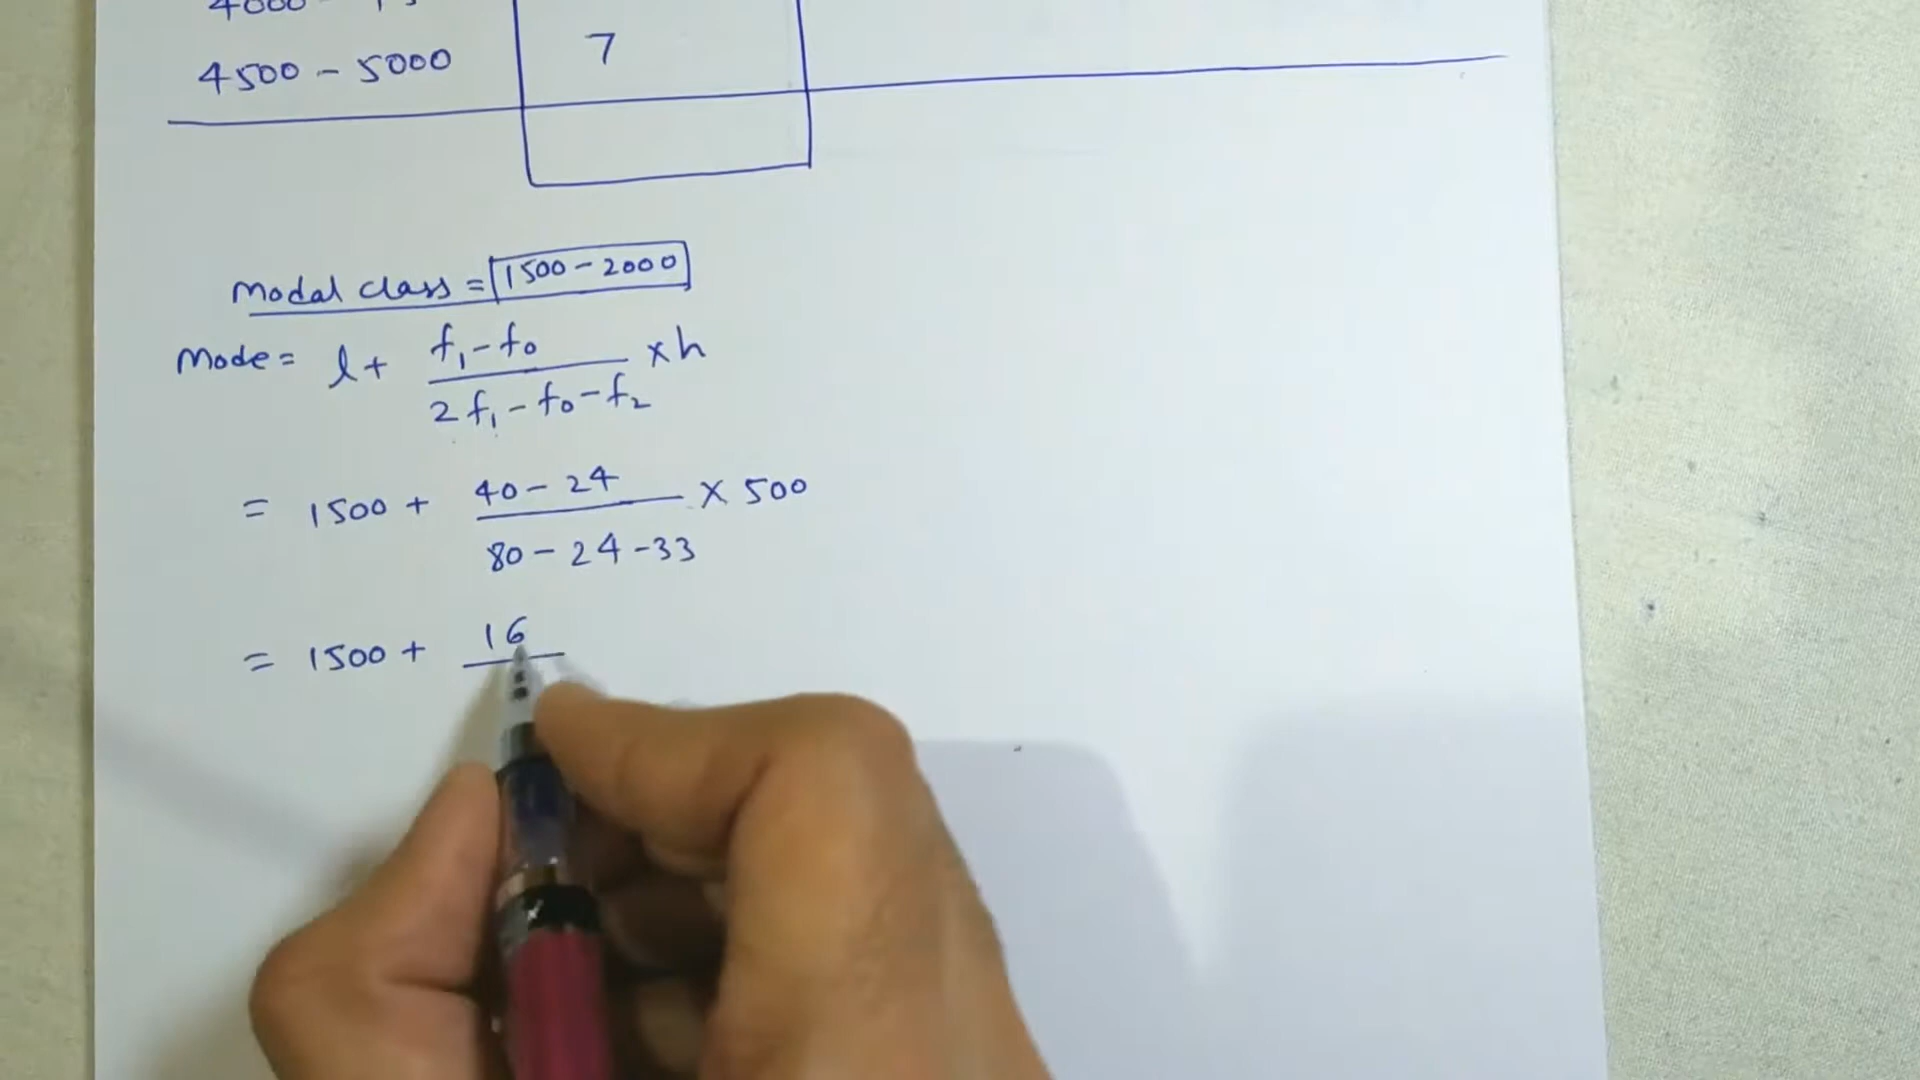 4000 -
4500 - 5000 7
Modal class = 1500 - 2000
Mode = l + f₁ - f₀ / 2f₁ - f₀ - f₂ × h
= 1500 + 40 - 24 / 80 - 24 - 33 × 500
= 1500 + 16